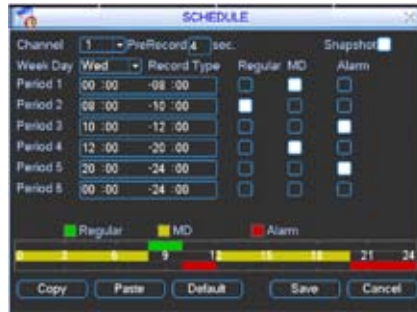 SCHEDULE
Channel 1 PreRecord 4 sec. Snapshot
Week Day Wed Record Type Regular MD Alarm
Period 1 00 :00 -08 :00
Period 2 08 :00 -10 :00
Period 3 10 :00 -12 :00
Period 4 12 :00 -20 :00
Period 5 20 :00 -24 :00
Period 6 00 :00 -24 :00
Regular MD Alarm
0 3 6 9 12 15 18 21 24
Copy Paste Default Save Cancel